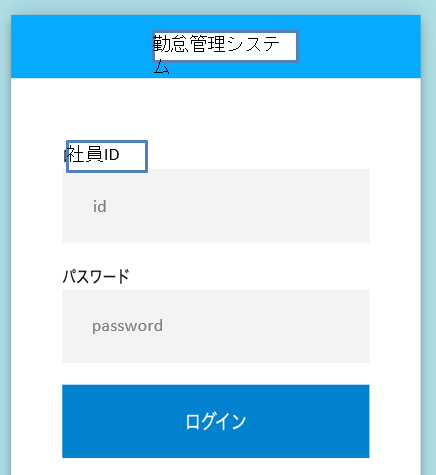 勤怠管理システ
ム
社員ID
id
パスワード
password
ログイン